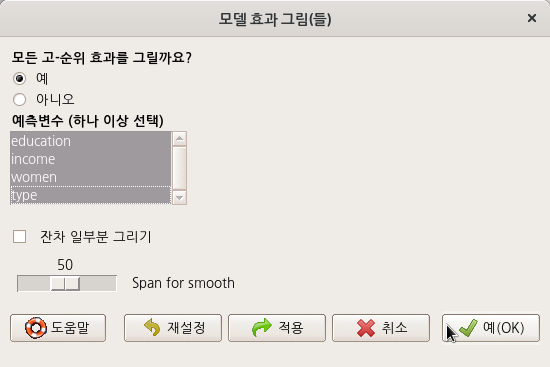 모델 효과 그림(들)
모든 고-순위 효과를 그릴까요?
예
아니오
예측변수 (하나 이상 선택)
education
income
women
type
잔차 일부분 그리기
50
Span for smooth
도움말 재설정 적용 취소 예(OK)